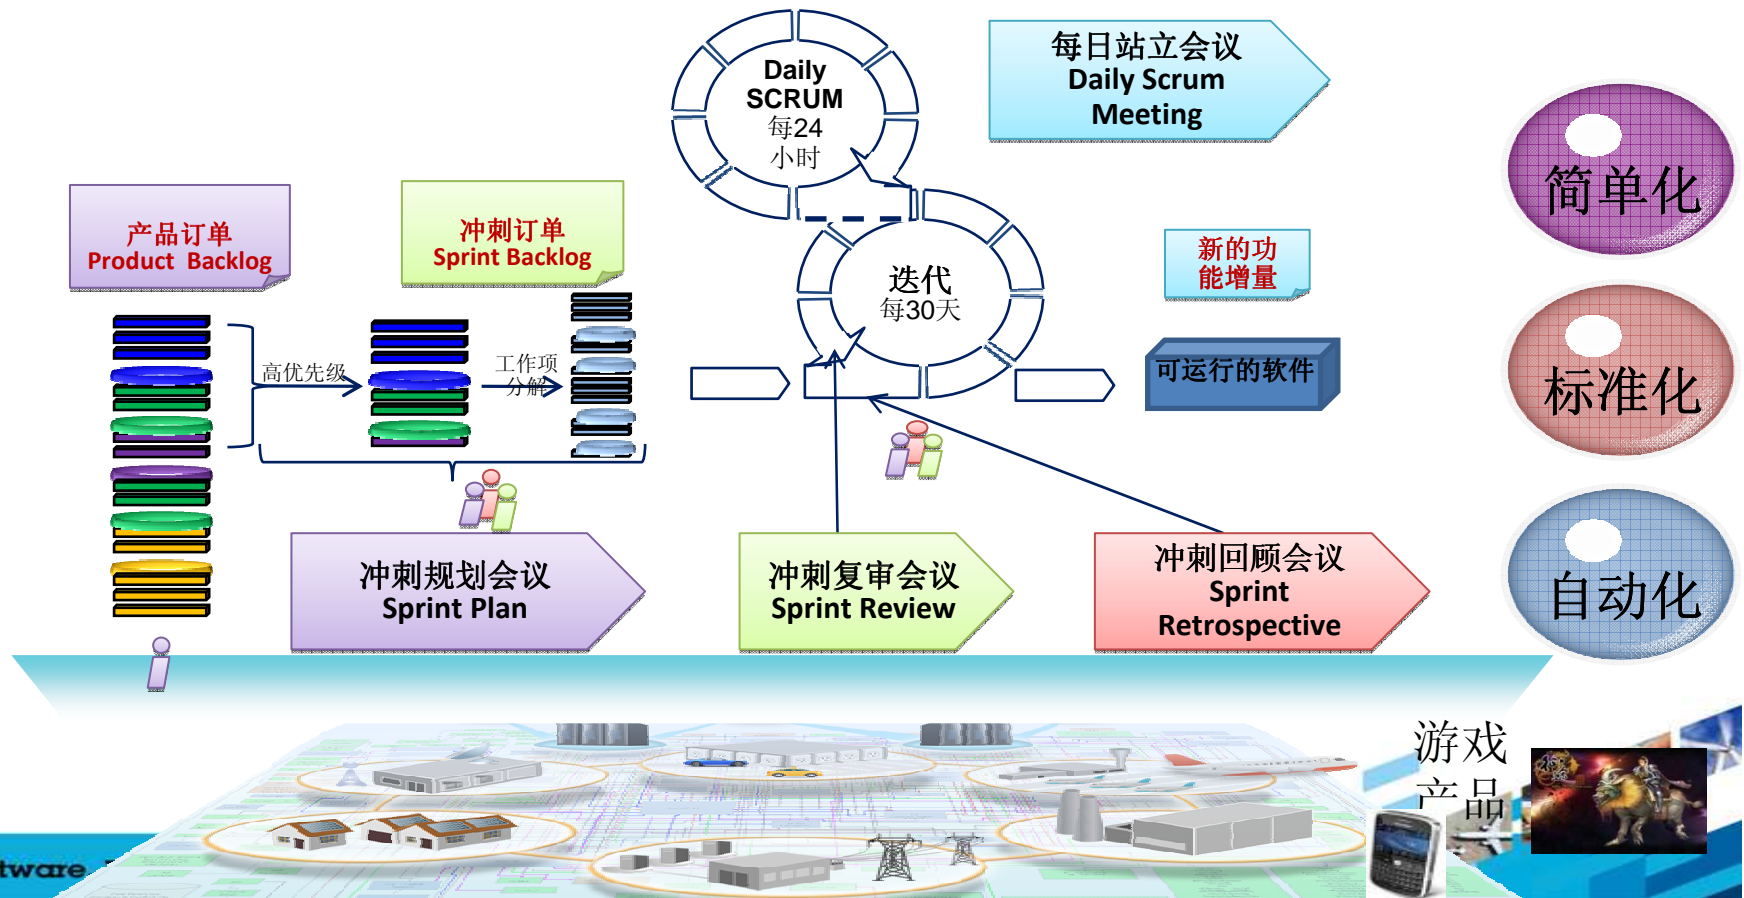 Daily
SCRUM
每24
小时
每日站立会议
Daily Scrum
Meeting
简单化
产品订单
Product Backlog
冲刺订单
Sprint Backlog
迭代
每30天
新的功
能增量
高优先级
工作项
分解
可运行的软件
标准化
冲刺规划会议
Sprint Plan
冲刺复审会议
Sprint Review
冲刺回顾会议
Sprint
Retrospective
自动化
游戏
产品
tware